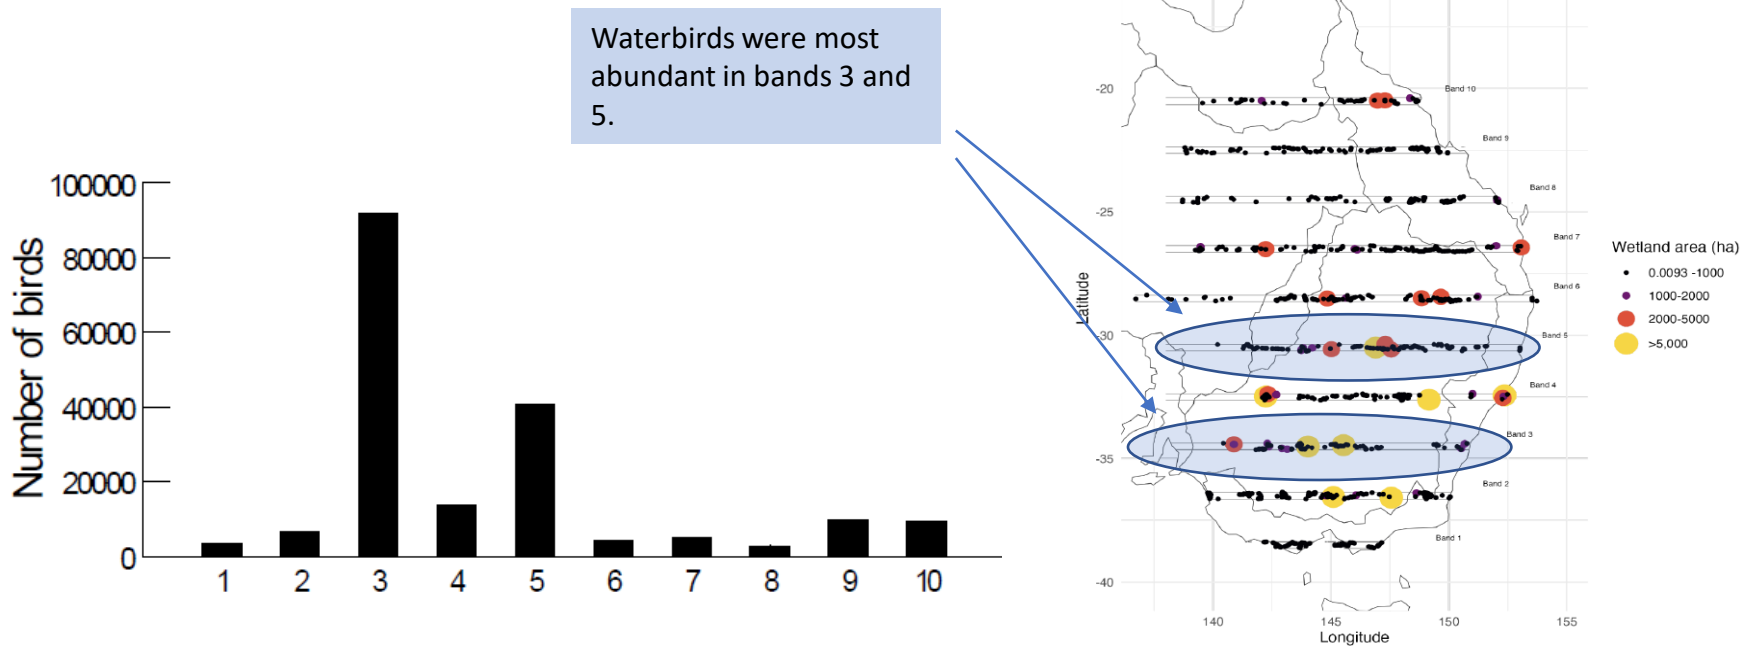 Waterbirds were most
abundant in bands 3 and
5.
100000
80000
60000
40000
20000
0
Number of birds
1 2 3 4 5 6 7 8 9 10
-20
-25
-30
-35
-40
Latitude
Band 10
Band 9
Band 8
Band 7
Band 6
Band 5
Band 4
Band 3
Band 2
Band 1
140 145 150 155
Longitude
Wetland area (ha)
0.0093 -1000
1000-2000
2000-5000
>5,000